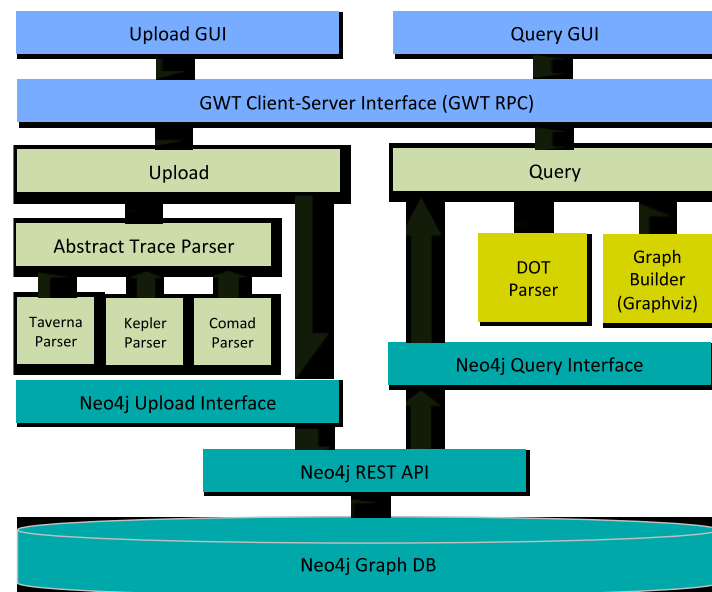 Upload GUI
Query GUI
GWT Client-Server Interface (GWT RPC)
Upload
Query
Abstract Trace Parser
DOT
Parser
Graph
Builder
(Graphviz)
Taverna
Parser
Kepler
Parser
Comad
Parser
Neo4j Query Interface
Neo4j Upload Interface
Neo4j REST API
Neo4j Graph DB